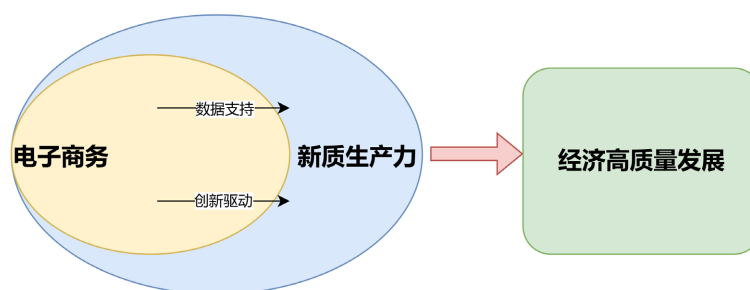 数据支持
电子商务
新质生产力
经济高质量发展
创新驱动